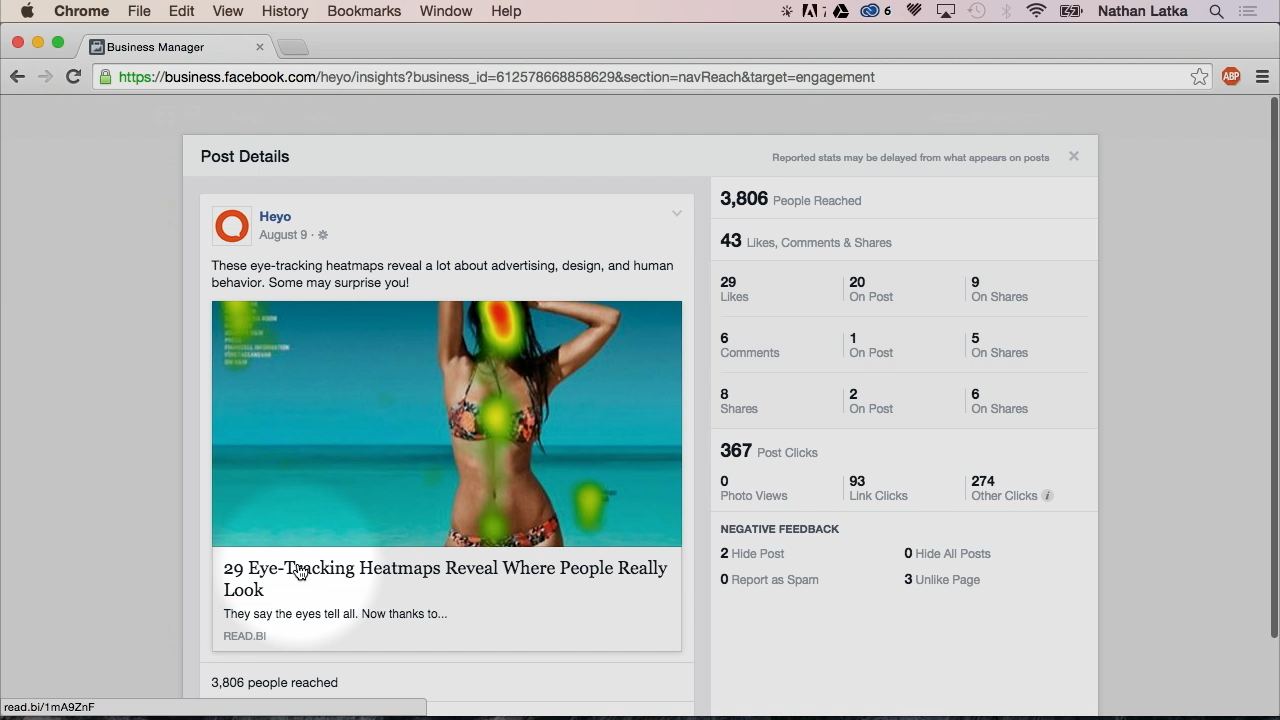 Chrome File Edit View History Bookmarks Window Help 7 6 Nathan Latka
Business Manager
https://business.facebook.com/heyo/insights?business_id=612578668858629&section=navReach&target=engagement
ABP
Post Details
Reported stats may be delayed from what appears on posts
Heyo
August 9 ·
These eye-tracking heatmaps reveal a lot about advertising, design, and human
behavior. Some may surprise you!
29 Eye-Tracking Heatmaps Reveal Where People Really
Look
They say the eyes tell all. Now thanks to...
READ.BI
3,806 people reached
3,806 People Reached
43 Likes, Comments & Shares
29 20 9
Likes On Post On Shares
6 1 5
Comments On Post On Shares
8 2 6
Shares On Post On Shares
367 Post Clicks
0 93 274
Photo Views Link Clicks Other Clicks i
NEGATIVE FEEDBACK
2 Hide Post 0 Hide All Posts
0 Report as Spam 3 Unlike Page
read.bi/1mA9ZnF